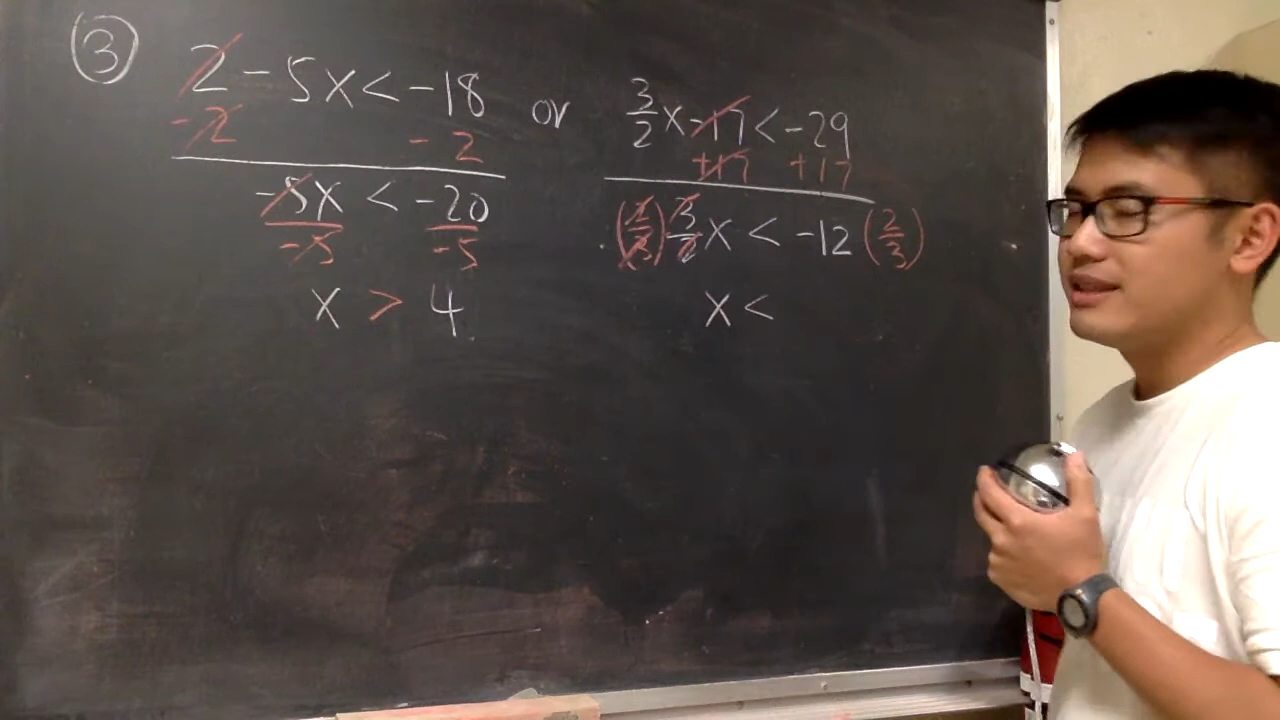 ③ 2 - 5x < -18 or 3/2 x - 17 < -29
-2 -2 +17 +17
-5x < -20 (2/3) 3/2 x < -12 (2/3)
-5 -5
x > 4 x <